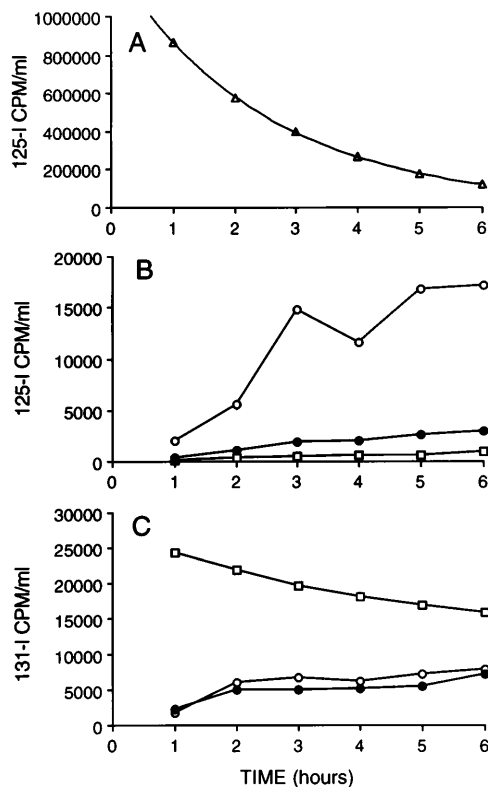 A
125-I CPM/ml
1000000
800000
600000
400000
200000
0
0 1 2 3 4 5 6
B
125-I CPM/ml
20000
15000
10000
5000
0
0 1 2 3 4 5 6
C
131-I CPM/ml
30000
25000
20000
15000
10000
5000
0
0 1 2 3 4 5 6
TIME (hours)